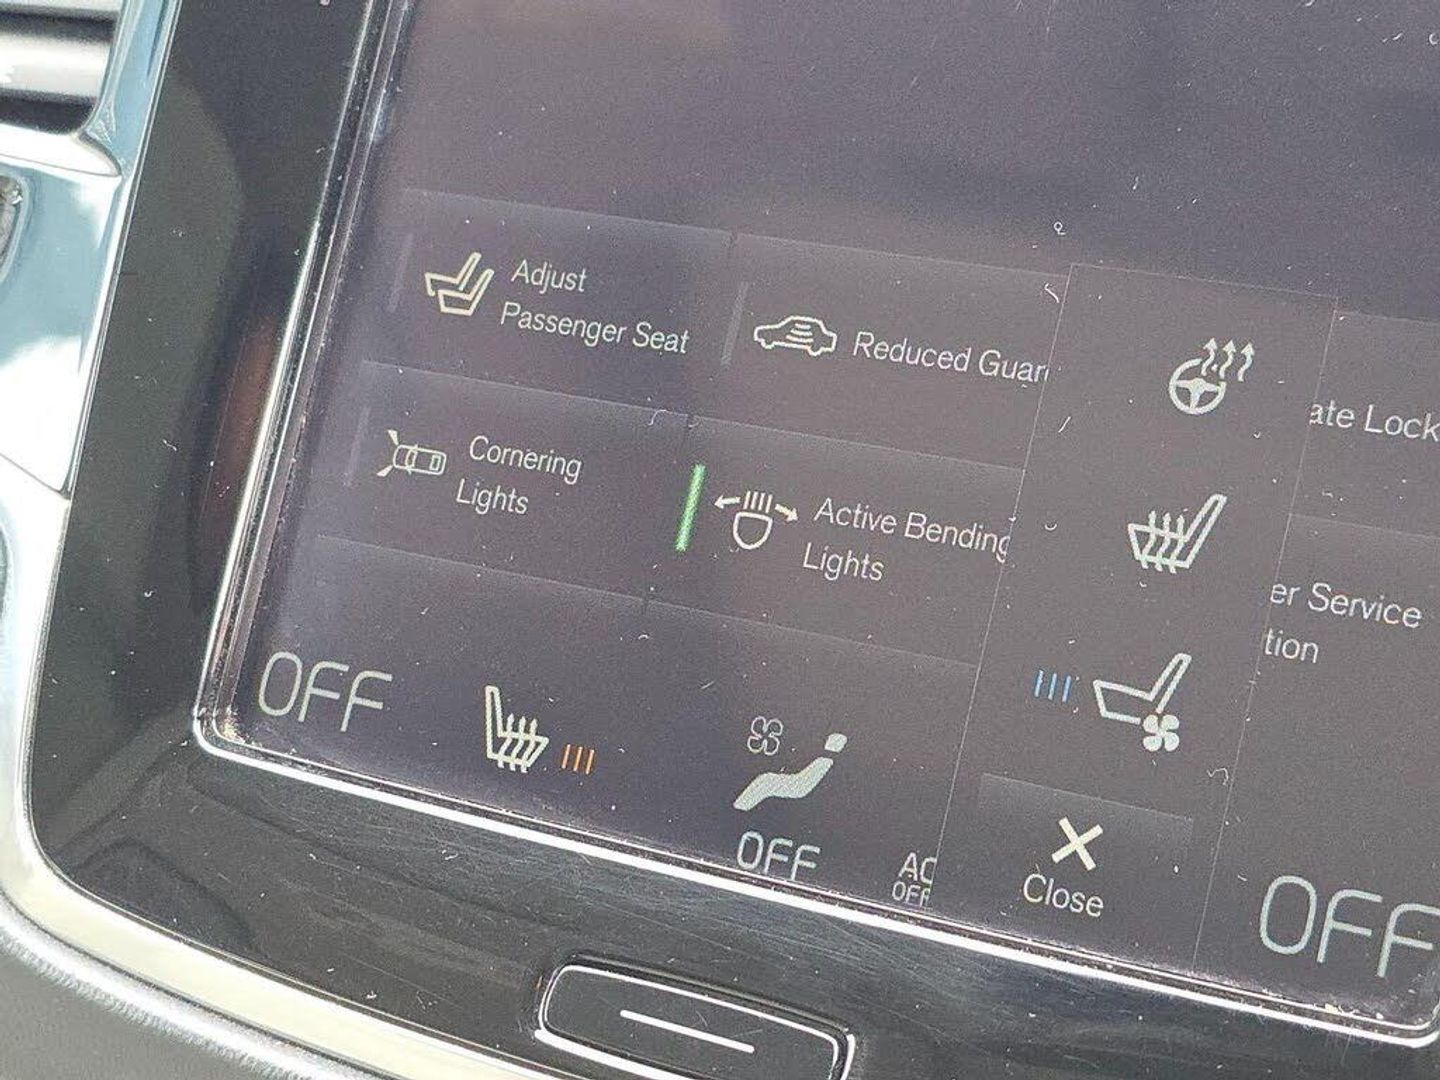 Adjust
Passenger Seat
Reduced Guar
ate Lock
Cornering
Lights
Active Bending
Lights
er Service
tion
OFF
OFF
AC
OFF
Close
OFF